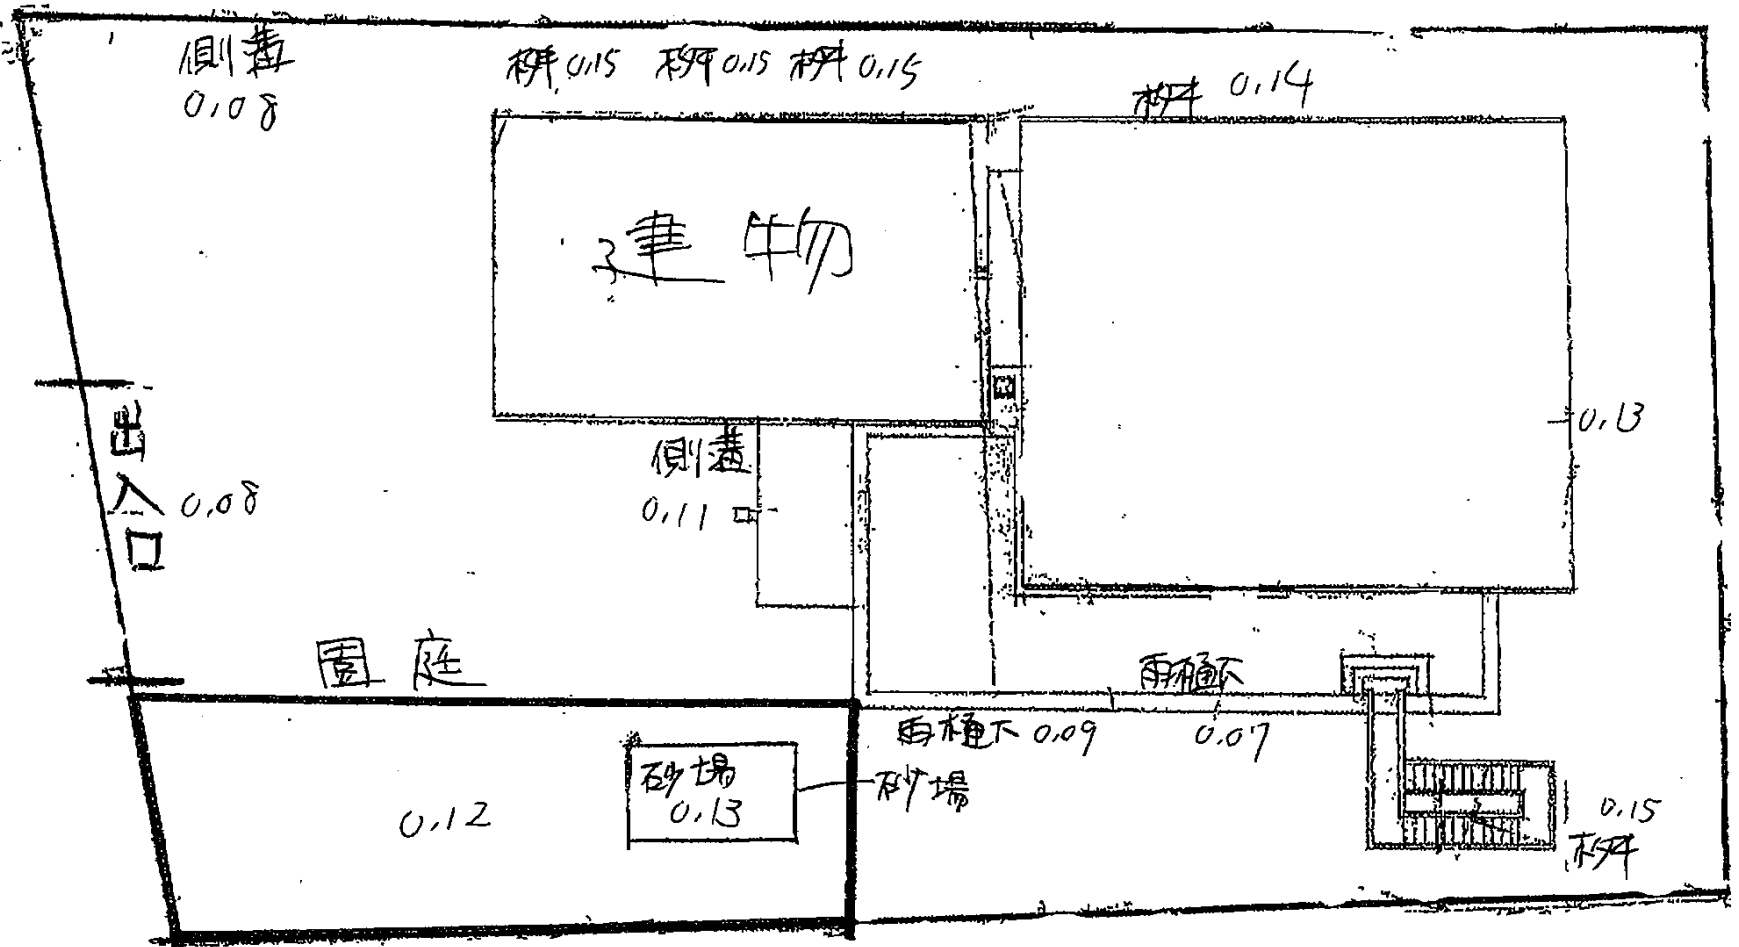 側溝
0.08
桝 0.15 桝 0.15 桝 0.15
桝 0.14
建物
0.13
側溝
0.11
出入口
0.08
園庭
雨樋下
0.07
雨樋下 0.09
砂場
0.13
砂場
0.12
0.15
桝